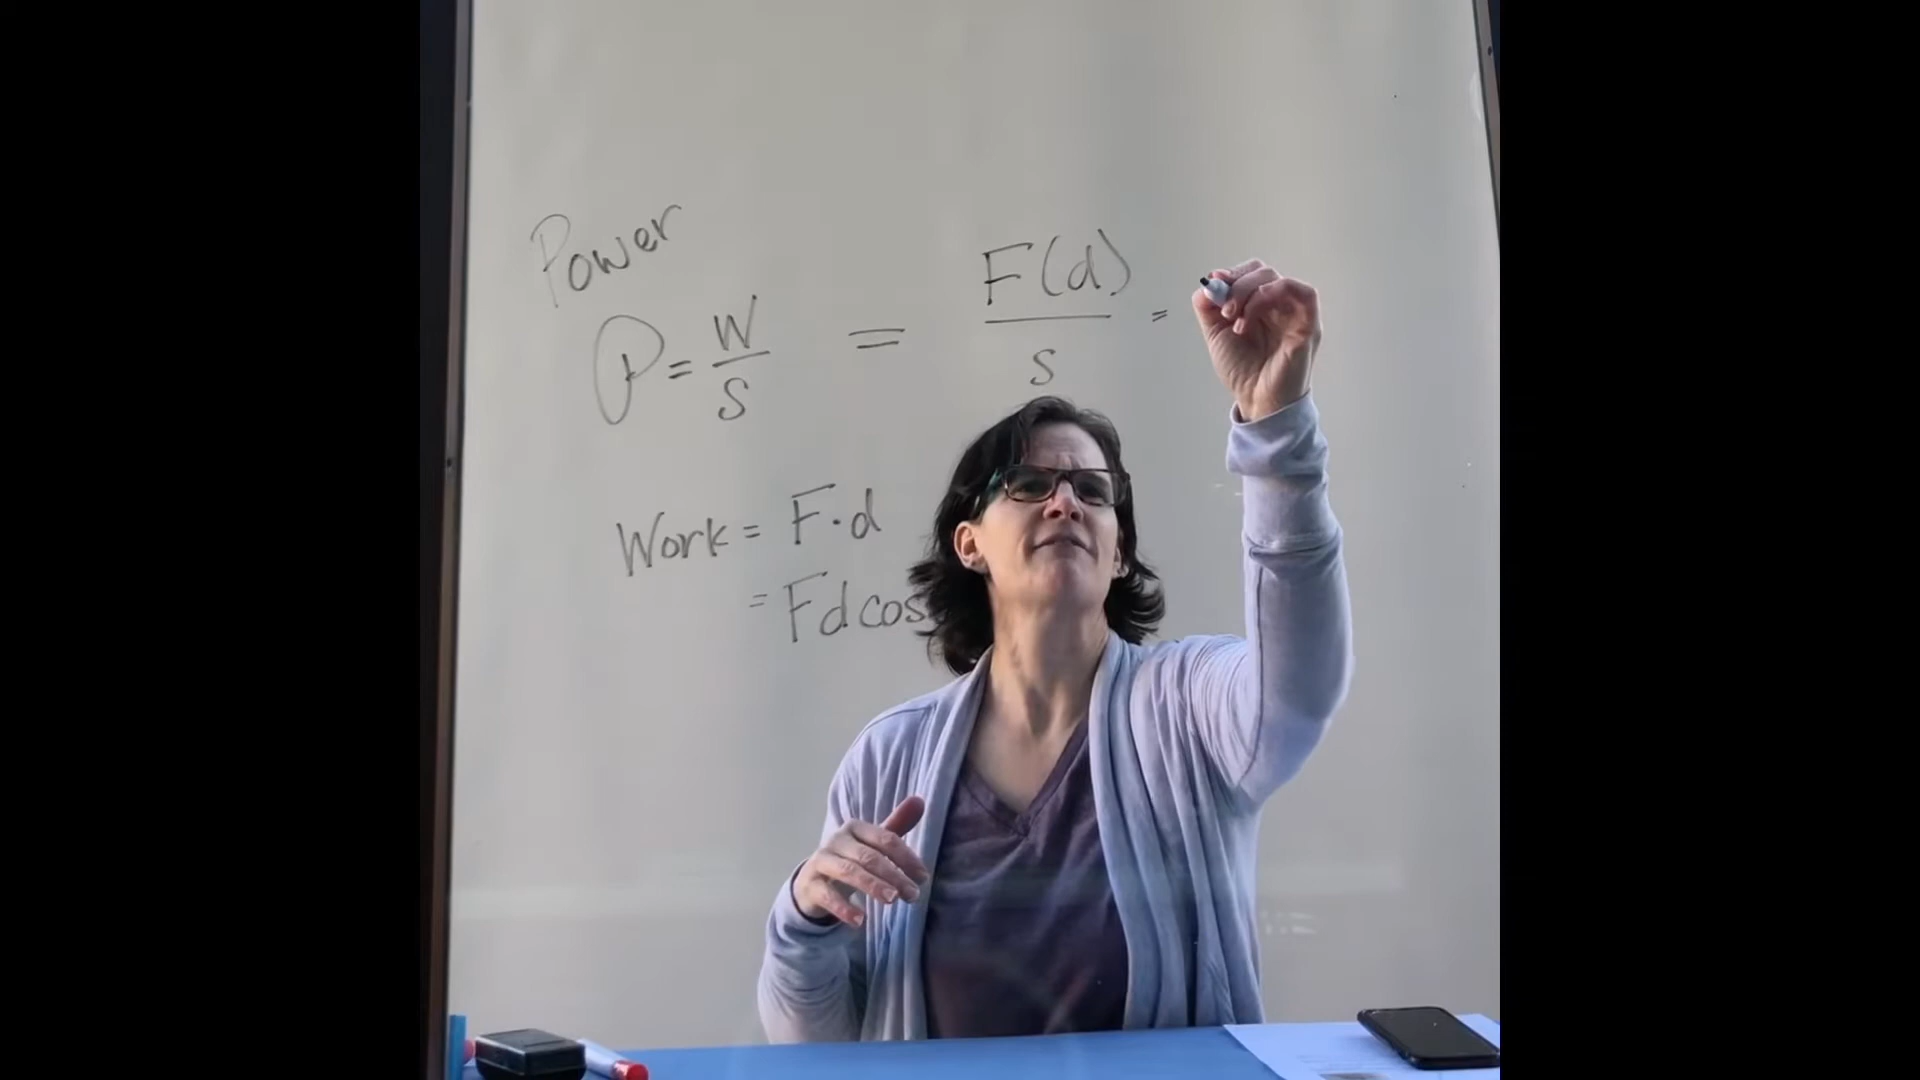 Power
P = W/S = F(d)/S =
Work = F·d
= Fd cos